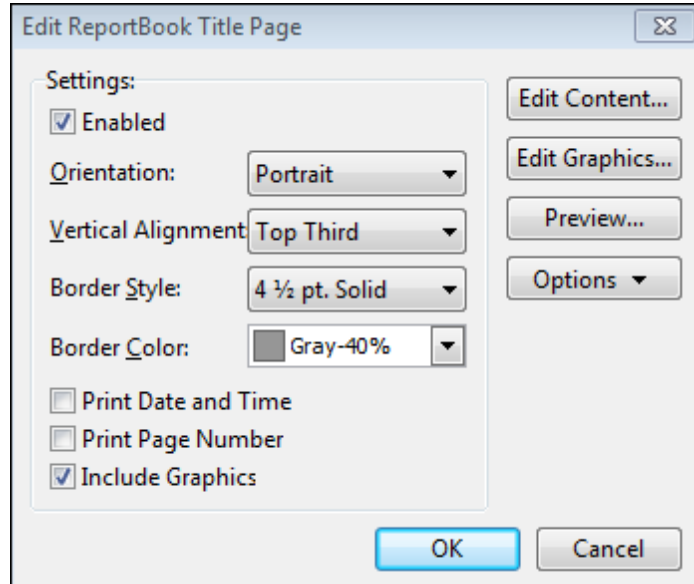 Edit ReportBook Title Page
Settings:
Enabled
Edit Content...
Orientation: Portrait
Edit Graphics...
Vertical Alignment Top Third
Preview...
Border Style: 4 ½ pt. Solid
Options
Border Color: Gray-40%
Print Date and Time
Print Page Number
Include Graphics
OK Cancel